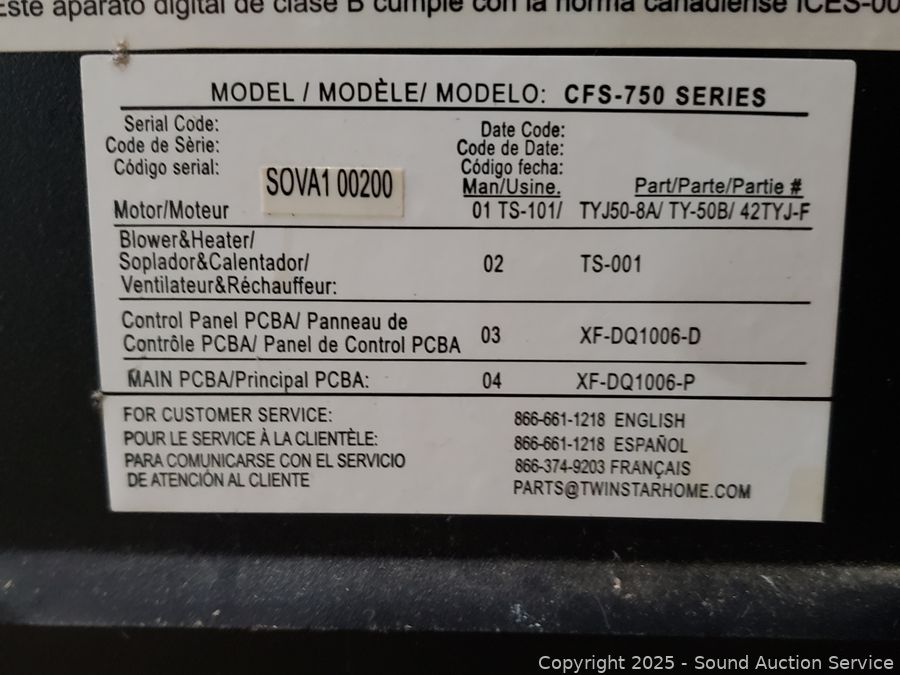 Este aparato digital de clase B cumple con la norma canadiense ICES-00
MODEL / MODÈLE/ MODELO: CFS-750 SERIES
Serial Code:
Code de Sèrie:
Código serial:
SOVA1 00200
Date Code:
Code de Date:
Código fecha:
Man/Usine. Part/Parte/Partie #
Motor/Moteur 01 TS-101/ TYJ50-8A/ TY-50B/ 42TYJ-F
Blower&Heater/
Soplador&Calentador/ 02 TS-001
Ventilateur&Réchauffeur:
Control Panel PCBA/ Panneau de
Contrôle PCBA/ Panel de Control PCBA 03 XF-DQ1006-D
MAIN PCBA/Principal PCBA: 04 XF-DQ1006-P
FOR CUSTOMER SERVICE: 866-661-1218 ENGLISH
POUR LE SERVICE À LA CLIENTÈLE: 866-661-1218 ESPAÑOL
PARA COMUNICARSE CON EL SERVICIO 866-374-9203 FRANÇAIS
DE ATENCIÓN AL CLIENTE PARTS@TWINSTARHOME.COM
Copyright 2025 - Sound Auction Service